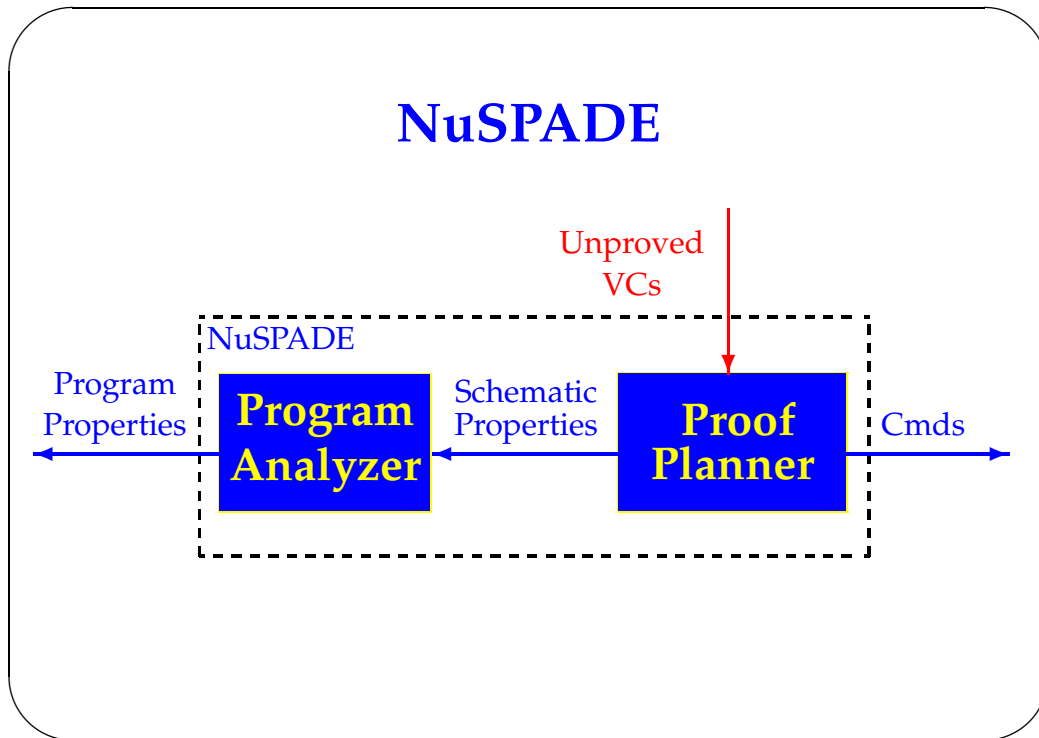 NuSPADE
Unproved
VCs
NuSPADE
Program
Properties
Program
Analyzer
Schematic
Properties
Proof
Planner
Cmds